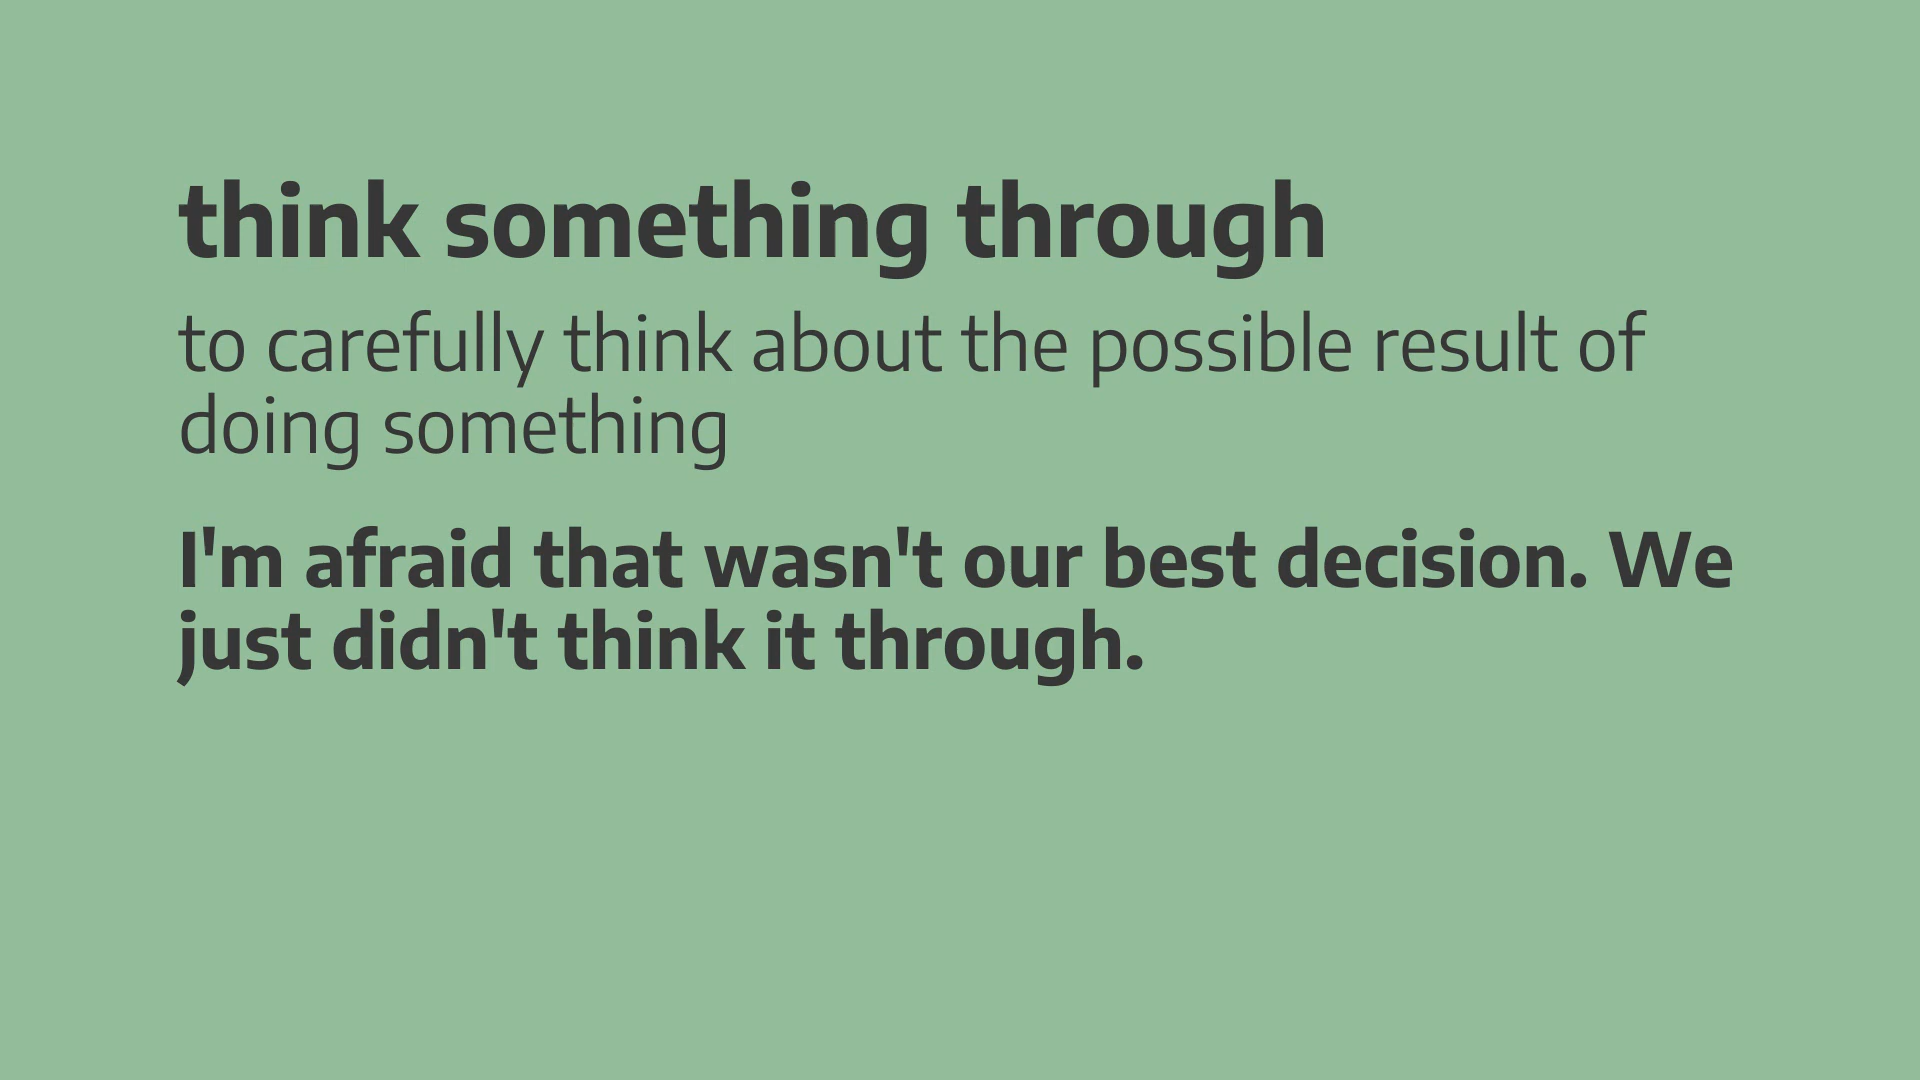 think something through
to carefully think about the possible result of
doing something
I'm afraid that wasn't our best decision. We
just didn't think it through.